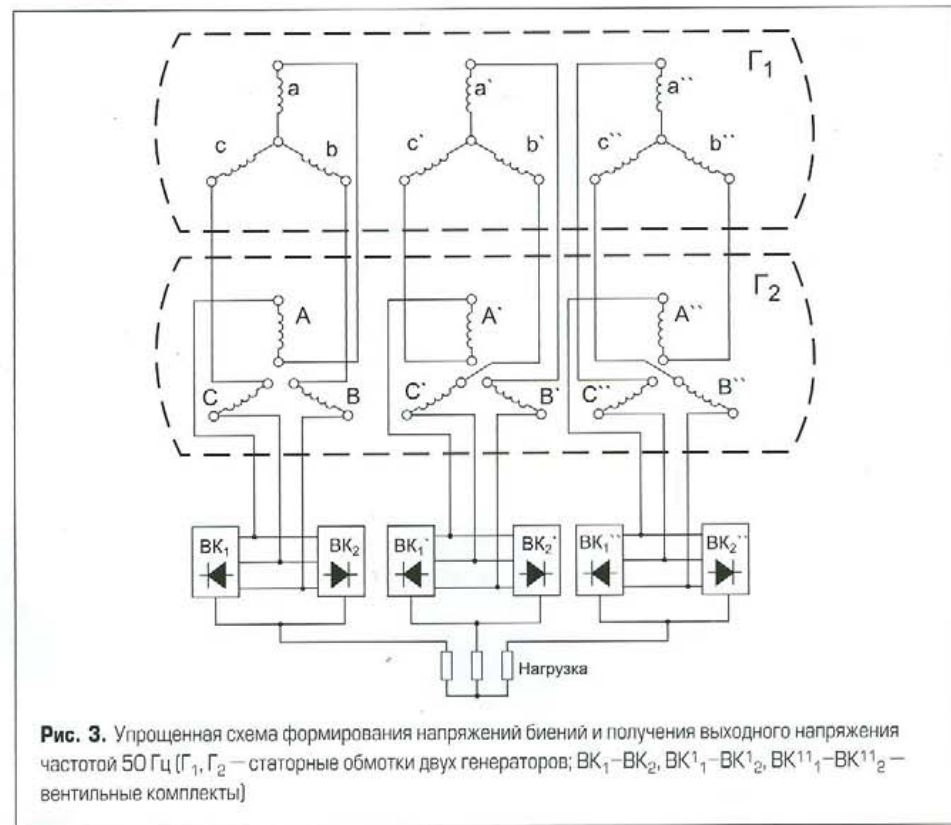 Г₁
a a` a``
c b c` b` c`` b``
Г₂
A A` A``
C B C` B` C`` B``
ВК₁ ВК₂ ВК₁` ВК₂` ВК₁`` ВК₂``
Нагрузка
Рис. 3. Упрощенная схема формирования напряжений биений и получения выходного напряжения
частотой 50 Гц (Г₁, Г₂ — статорные обмотки двух генераторов; ВК₁–ВК₂, ВК¹₁–ВК¹₂, ВК¹¹₁–ВК¹¹₂ —
вентильные комплекты)